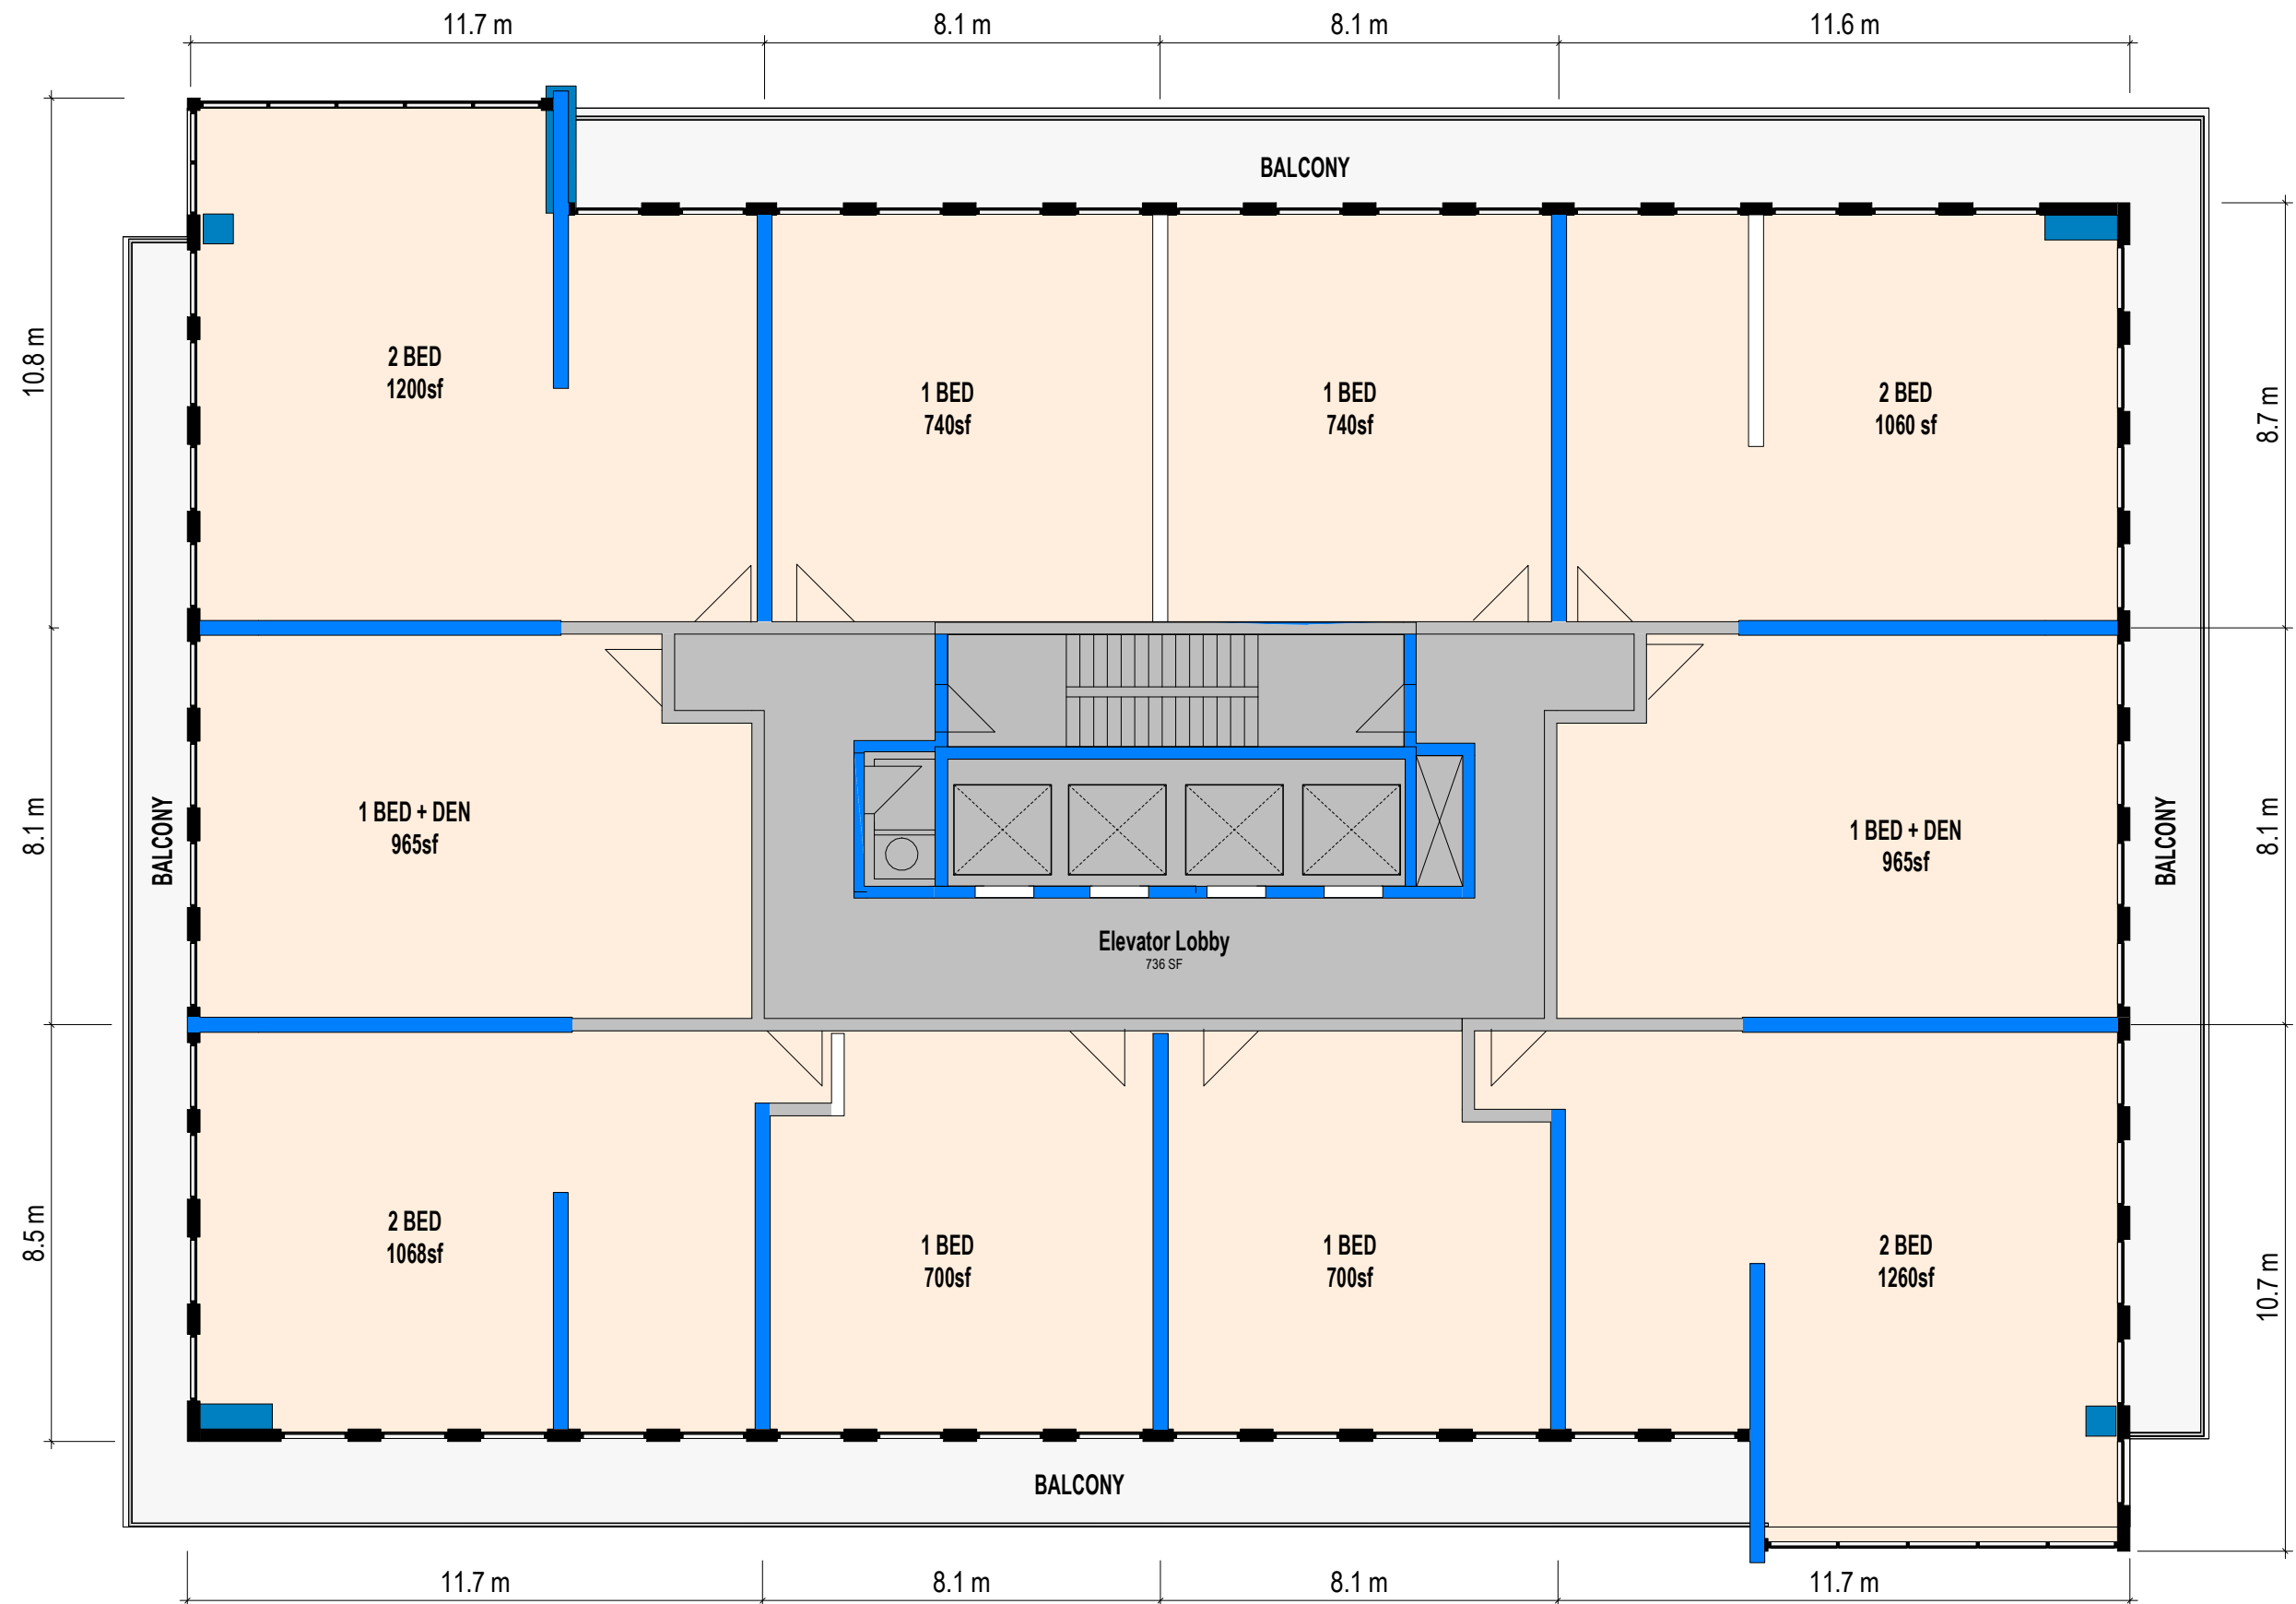 11.7 m
8.1 m
8.1 m
11.6 m
BALCONY
10.8 m
2 BED
1200sf
1 BED
740sf
1 BED
740sf
2 BED
1060 sf
8.7 m
8.1 m
BALCONY
1 BED + DEN
965sf
1 BED + DEN
965sf
BALCONY
8.1 m
Elevator Lobby
736 SF
8.5 m
2 BED
1068sf
1 BED
700sf
1 BED
700sf
2 BED
1260sf
10.7 m
BALCONY
11.7 m
8.1 m
8.1 m
11.7 m